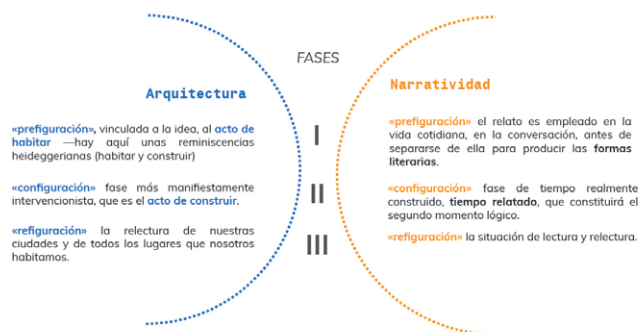 FASES
Arquitectura
«prefiguración», vinculada a la idea, al acto de
habitar —hay aquí unas reminiscencias
heideggerianas (habitar y construir)
«configuración» fase más manifiestamente
intervencionista, que es el acto de construir.
«refiguración» la relectura de nuestras
ciudades y de todos los lugares que nosotros
habitamos.
I
II
III
Narratividad
«prefiguración» el relato es empleado en la
vida cotidiana, en la conversación, antes de
separarse de ella para producir las formas
literarias.
«configuración» fase de tiempo realmente
construido, tiempo relatado, que constituirá el
segundo momento lógico.
«refiguración» la situación de lectura y relectura.